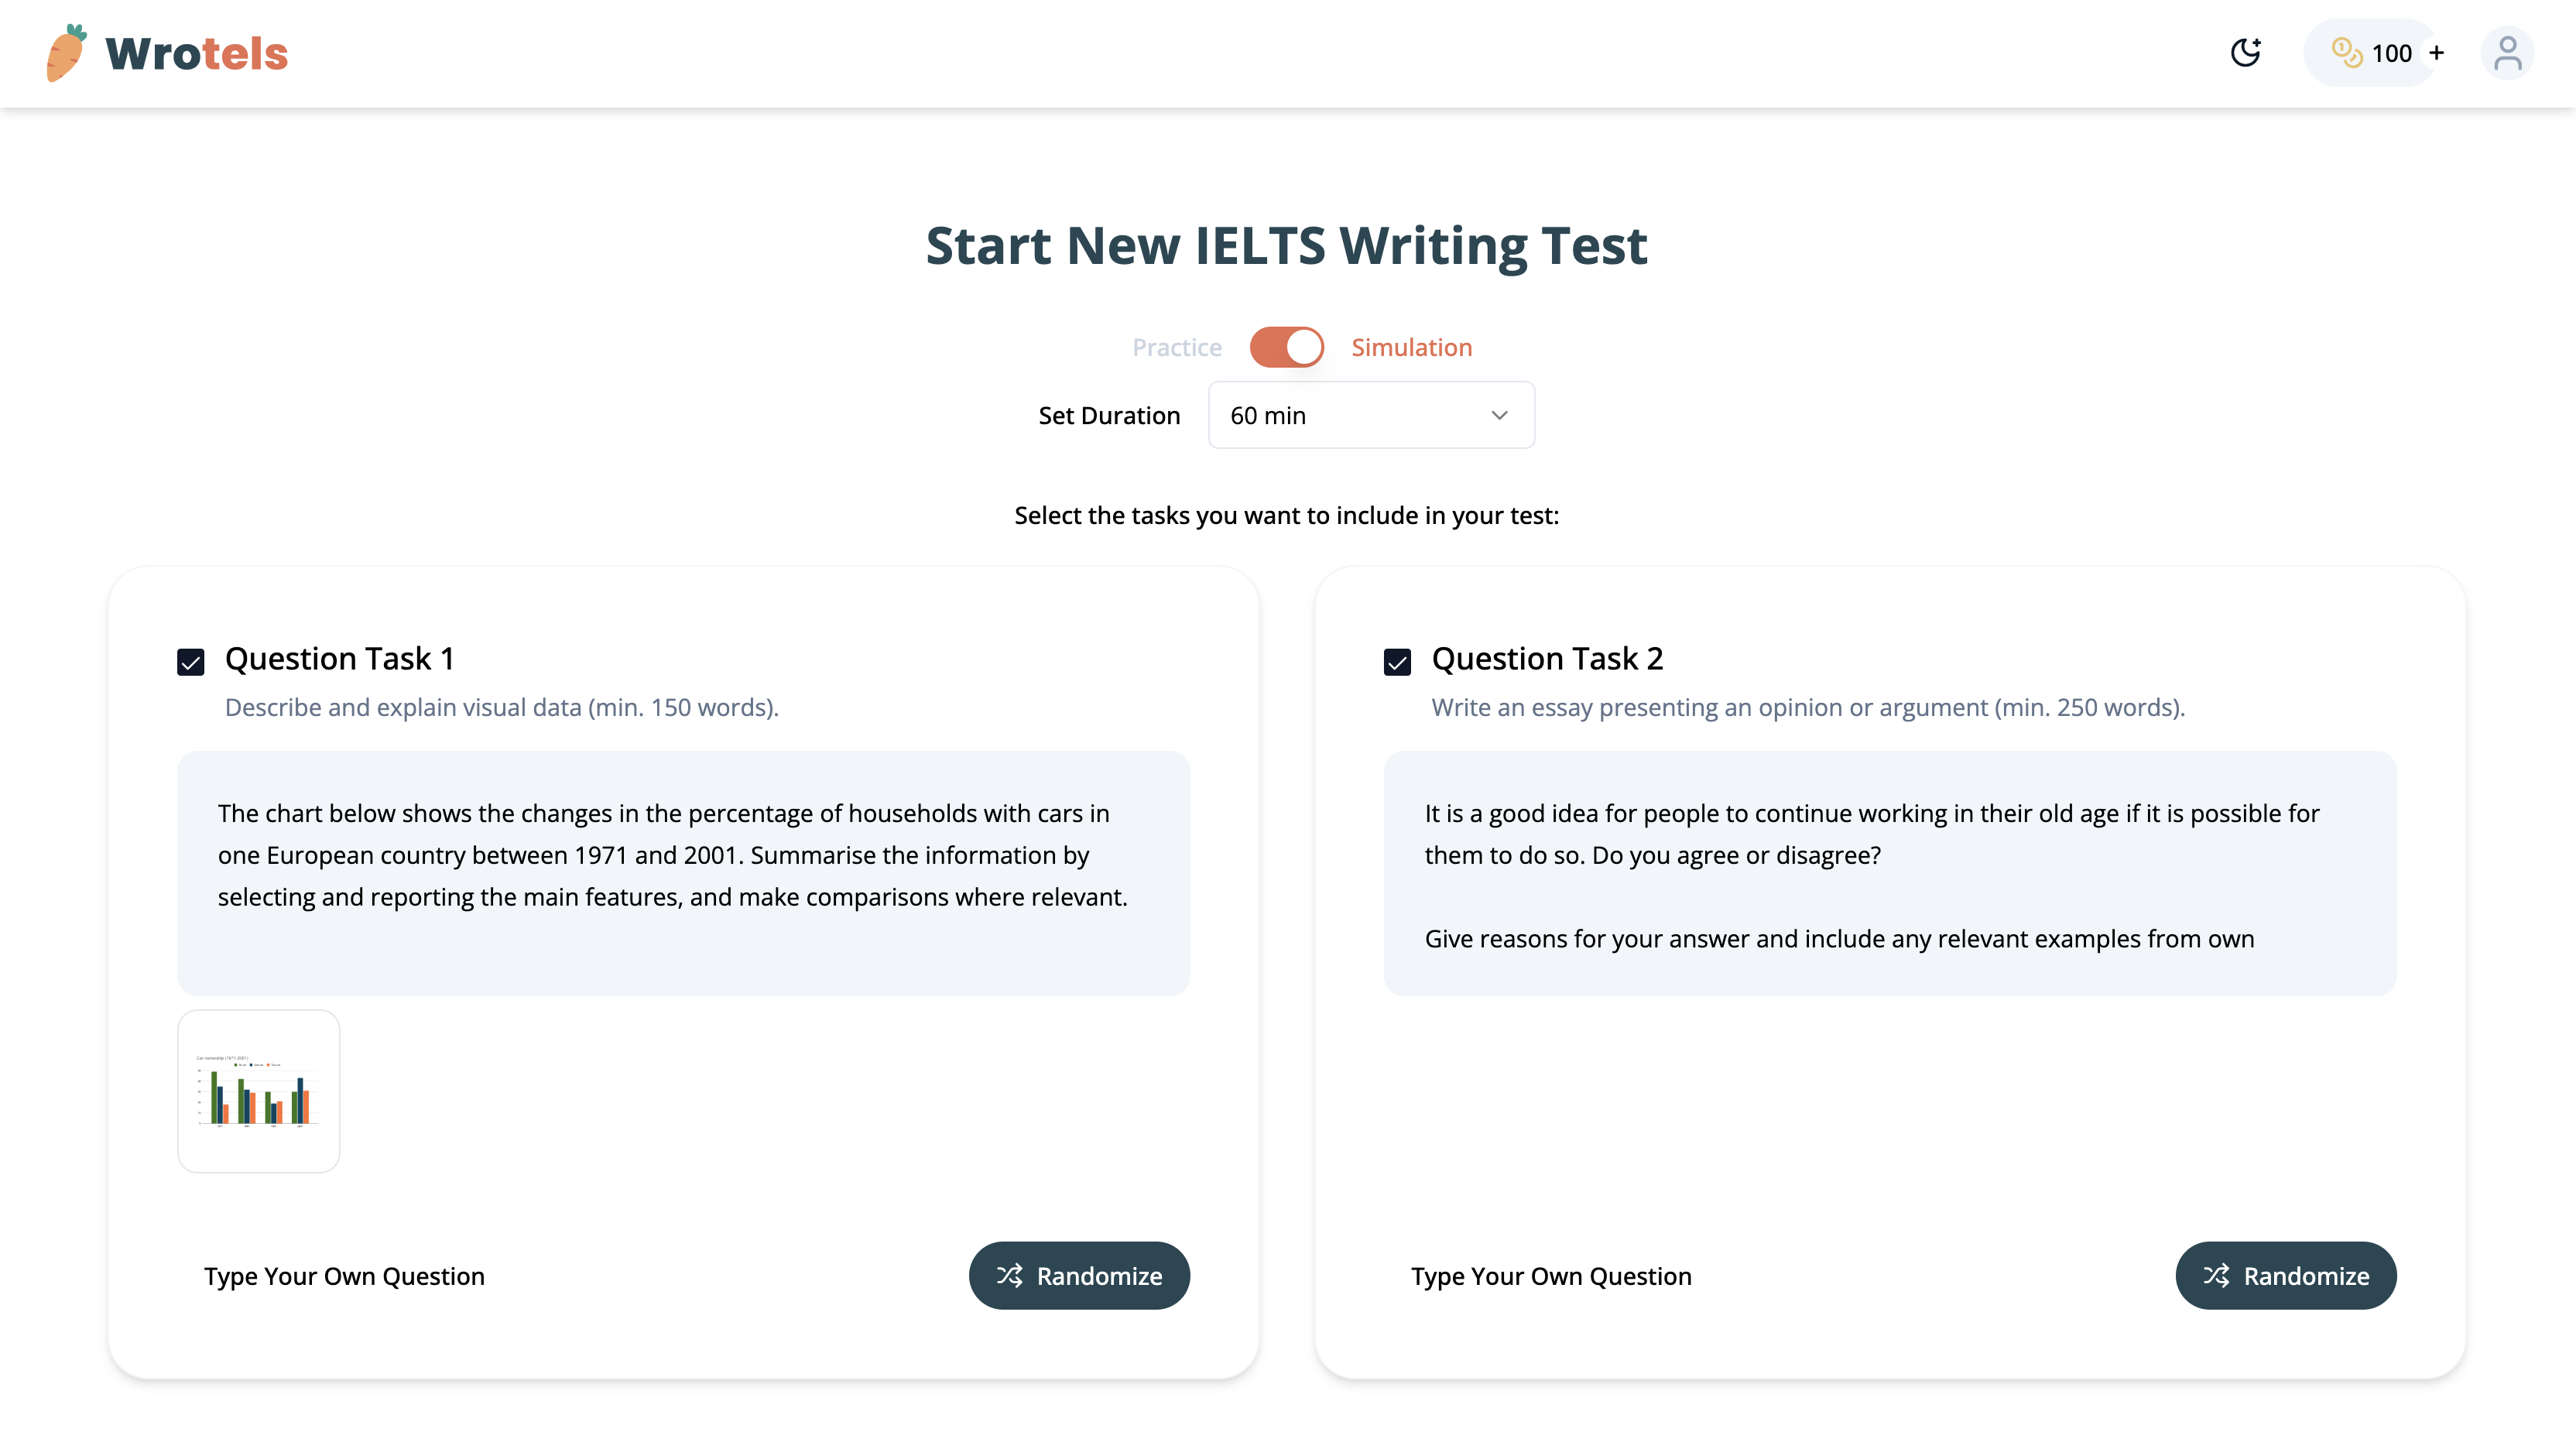 Wrotels
100 +
Start New IELTS Writing Test
Practice Simulation
Set Duration 60 min
Select the tasks you want to include in your test:
Question Task 1
Describe and explain visual data (min. 150 words).
The chart below shows the changes in the percentage of households with cars in
one European country between 1971 and 2001. Summarise the information by
selecting and reporting the main features, and make comparisons where relevant.
Car ownership (1971-2001)
Type Your Own Question
Randomize
Question Task 2
Write an essay presenting an opinion or argument (min. 250 words).
It is a good idea for people to continue working in their old age if it is possible for
them to do so. Do you agree or disagree?
Give reasons for your answer and include any relevant examples from own
Type Your Own Question
Randomize